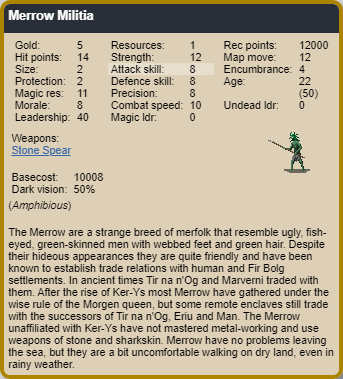 Merrow Militia
Gold: 5 Resources: 1 Rec points: 12000
Hit points: 14 Strength: 12 Map move: 12
Size: 2 Attack skill: 8 Encumbrance: 4
Protection: 2 Defence skill: 8 Age: 22
Magic res: 11 Precision: 8 (50)
Morale: 8 Combat speed: 10 Undead ldr: 0
Leadership: 40 Magic ldr: 0
Weapons:
Stone Spear
Basecost: 10008
Dark vision: 50%
(Amphibious)
The Merrow are a strange breed of merfolk that resemble ugly, fish-
eyed, green-skinned men with webbed feet and green hair. Despite
their hideous appearances they are quite friendly and have been
known to establish trade relations with human and Fir Bolg
settlements. In ancient times Tir na n'Og and Marverni traded with
them. After the rise of Ker-Ys most Merrow have gathered under the
wise rule of the Morgen queen, but some remote enclaves still trade
with the successors of Tir na n'Og, Eriu and Man. The Merrow
unaffiliated with Ker-Ys have not mastered metal-working and use
weapons of stone and sharkskin. Merrow have no problems leaving
the sea, but they are a bit uncomfortable walking on dry land, even in
rainy weather.